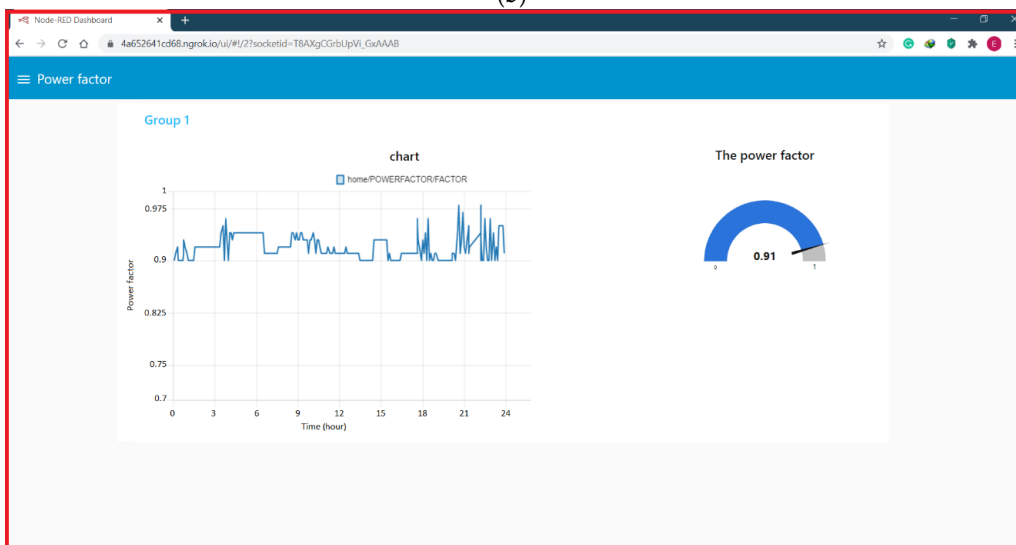 Node-RED Dashboard
4a652641cd68.ngrok.io/ui/#!/2?socketid=T8AXgCGrbUpVi_GxAAAB
E
Power factor
Group 1
chart
home/POWERFACTOR/FACTOR
1
0.975
0.9
0.825
0.75
0.7
Power factor
0 3 6 9 12 15 18 21 24
Time (hour)
The power factor
0.91
0 1